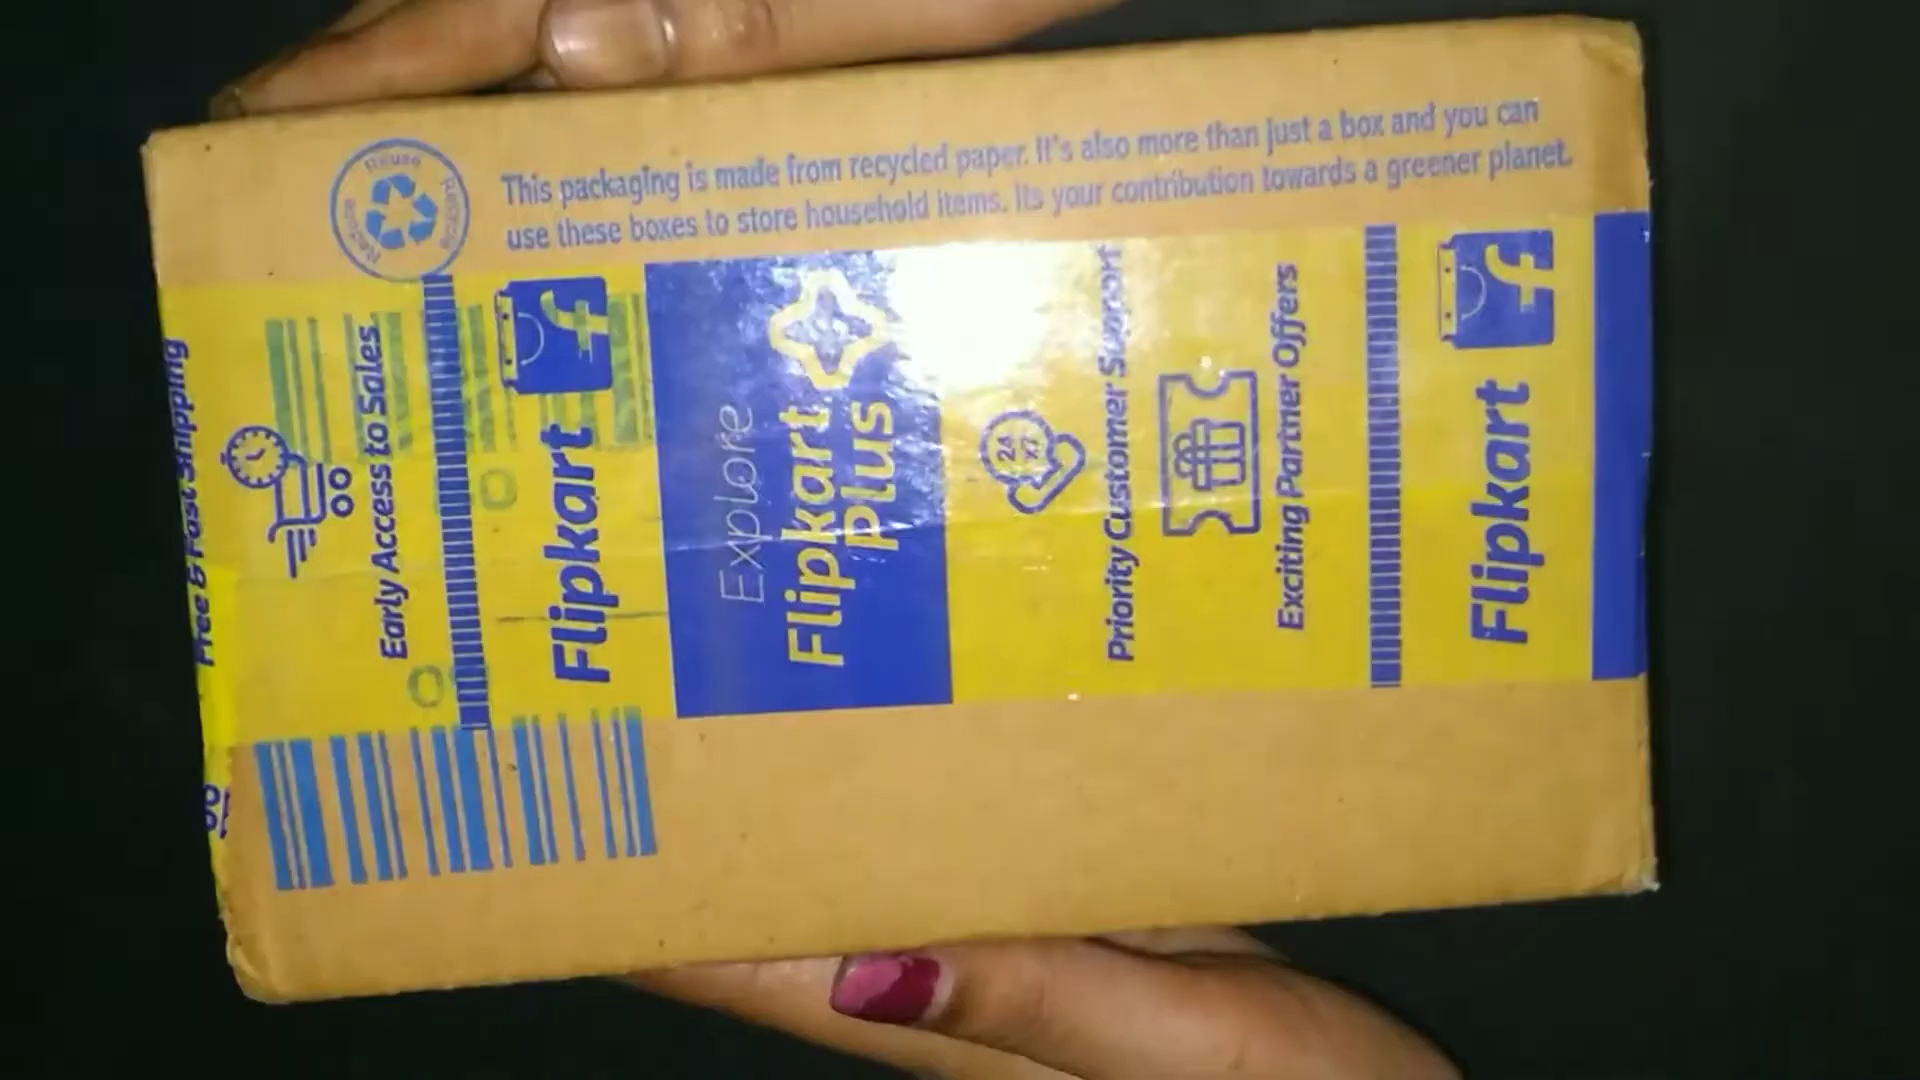 Reuse
Recycle
Reduce
This packaging is made from recycled paper. It's also more than just a box and you can
use these boxes to store household items. Its your contribution towards a greener planet.
Free & Fast Shipping
Early Access to Sales
Flipkart
f
Explore
Flipkart
Plus
24
x7
Priority Customer Support
Exciting Partner Offers
Flipkart
f